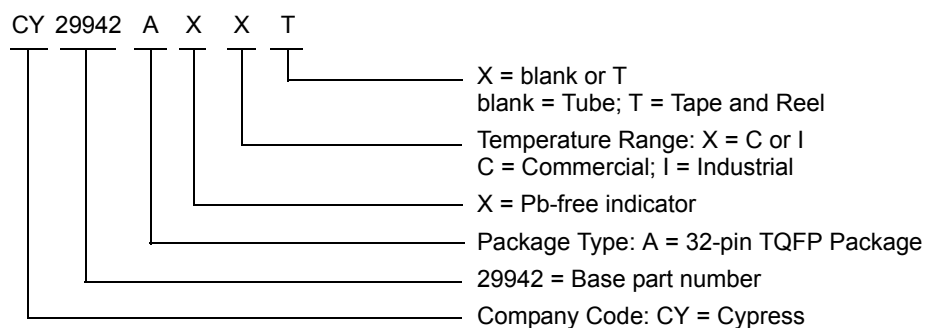 CY 29942 A X X T
X = blank or T
blank = Tube; T = Tape and Reel
Temperature Range: X = C or I
C = Commercial; I = Industrial
X = Pb-free indicator
Package Type: A = 32-pin TQFP Package
29942 = Base part number
Company Code: CY = Cypress